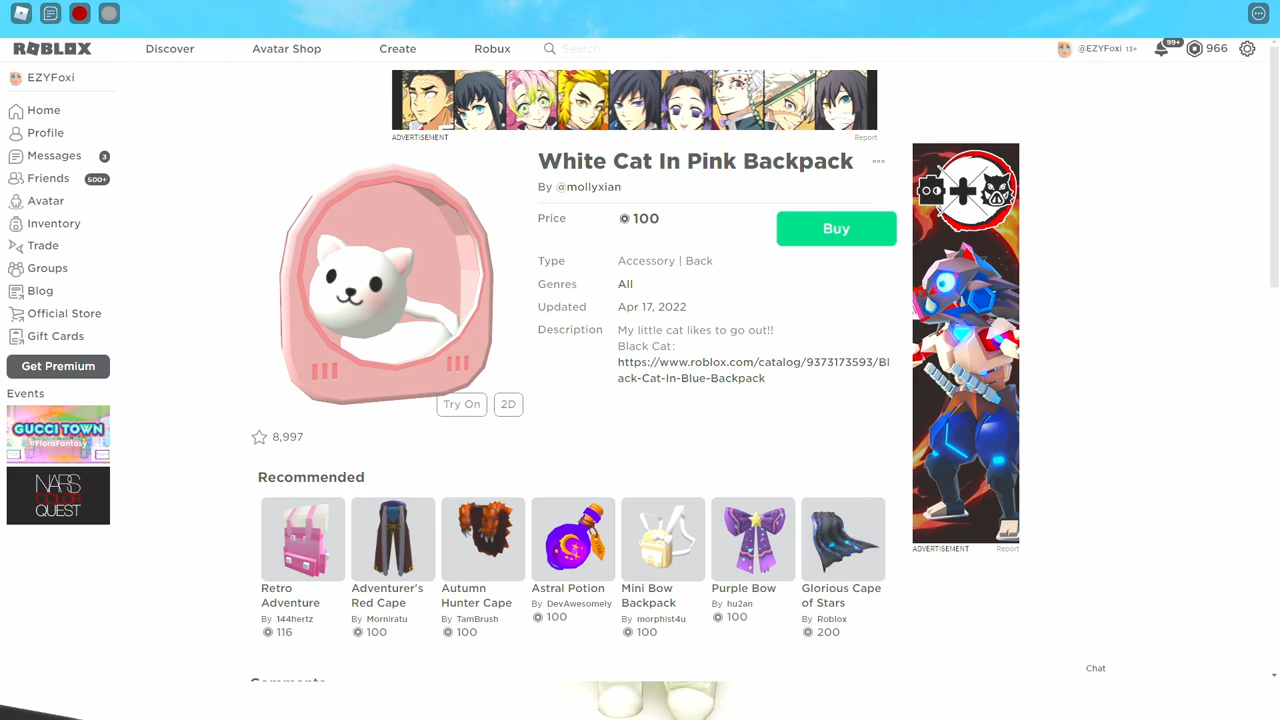 ROBLOX
Discover
Avatar Shop
Create
Robux
Search
@EZYFoxi 13+
99+
966
EZYFoxi
Home
Profile
Messages 3
Friends 500+
Avatar
Inventory
Trade
Groups
Blog
Official Store
Gift Cards
Get Premium
Events
GUCCI TOWN
#FloraFantasy
NARS
COLOR
QUEST
ADVERTISEMENT
Report
White Cat In Pink Backpack
By @mollyxian
Price 100
Buy
Type Accessory | Back
Genres All
Updated Apr 17, 2022
Description My little cat likes to go out!!
Black Cat:
https://www.roblox.com/catalog/9373173593/Bl
ack-Cat-In-Blue-Backpack
Try On
2D
8,997
ADVERTISEMENT
Report
Recommended
Retro
Adventure
By 144hertz
116
Adventurer's
Red Cape
By Morniratu
100
Autumn
Hunter Cape
By TamBrush
100
Astral Potion
By DevAwesomely
100
Mini Bow
Backpack
By morphist4u
100
Purple Bow
By hu2an
100
Glorious Cape
of Stars
By Roblox
200
Chat
Comments